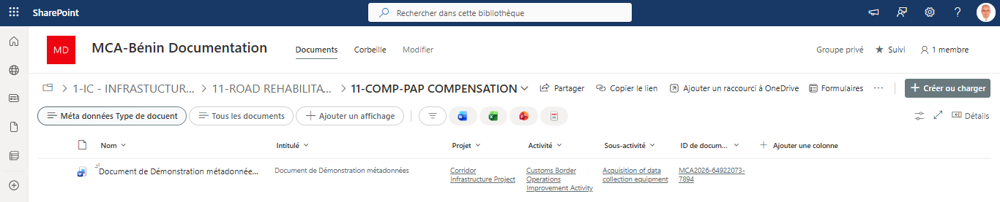 SharePoint
Rechercher dans cette bibliothèque
?
MD
MCA-Bénin Documentation
Documents
Corbeille
Modifier
Groupe privé
Suivi
1 membre
1-IC - INFRASTUCTUR...
11-ROAD REHABILITA...
11-COMP-PAP COMPENSATION
Partager
Copier le lien
Ajouter un raccourci à OneDrive
Formulaires
...
Créer ou charger
Méta données Type de docuent
Tous les documents
Ajouter un affichage
Détails
Nom
Intitulé
Projet
Activité
Sous-activité
ID de docum...
Ajouter une colonne
Document de Démonstration métadonnée...
Document de Démonstration métadonnées
Corridor
Infrastructure Project
Customs Border
Operations
Improvement Activity
Acquisition of data
collection equipment
MCA2026-64922073-
7894